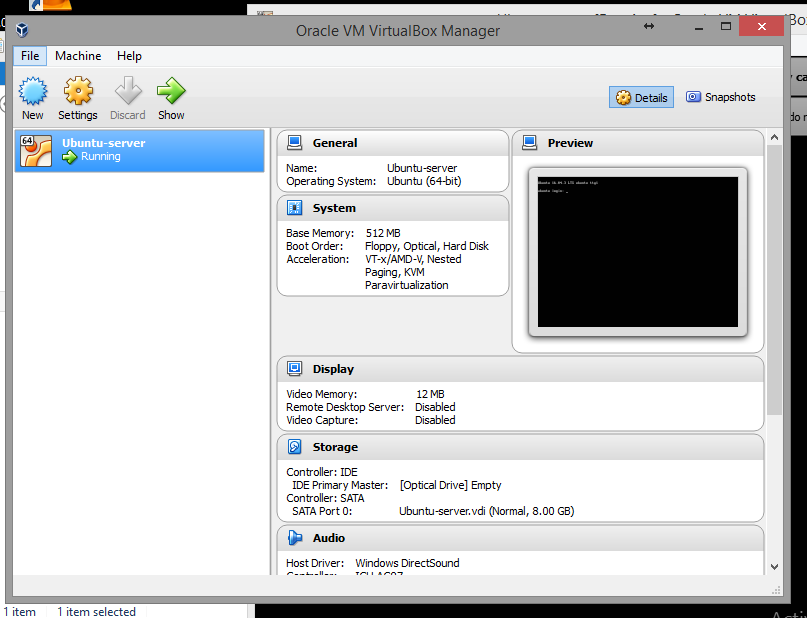 Oracle VM VirtualBox Manager
File Machine Help
New Settings Discard Show
Details Snapshots
64 Ubuntu-server
Running
General
Name: Ubuntu-server
Operating System: Ubuntu (64-bit)
System
Base Memory: 512 MB
Boot Order: Floppy, Optical, Hard Disk
Acceleration: VT-x/AMD-V, Nested
Paging, KVM
Paravirtualization
Preview
ubuntu login: _
Display
Video Memory: 12 MB
Remote Desktop Server: Disabled
Video Capture: Disabled
Storage
Controller: IDE
IDE Primary Master: [Optical Drive] Empty
Controller: SATA
SATA Port 0: Ubuntu-server.vdi (Normal, 8.00 GB)
Audio
Host Driver: Windows DirectSound
Controller: ICH AC97
1 item 1 item selected